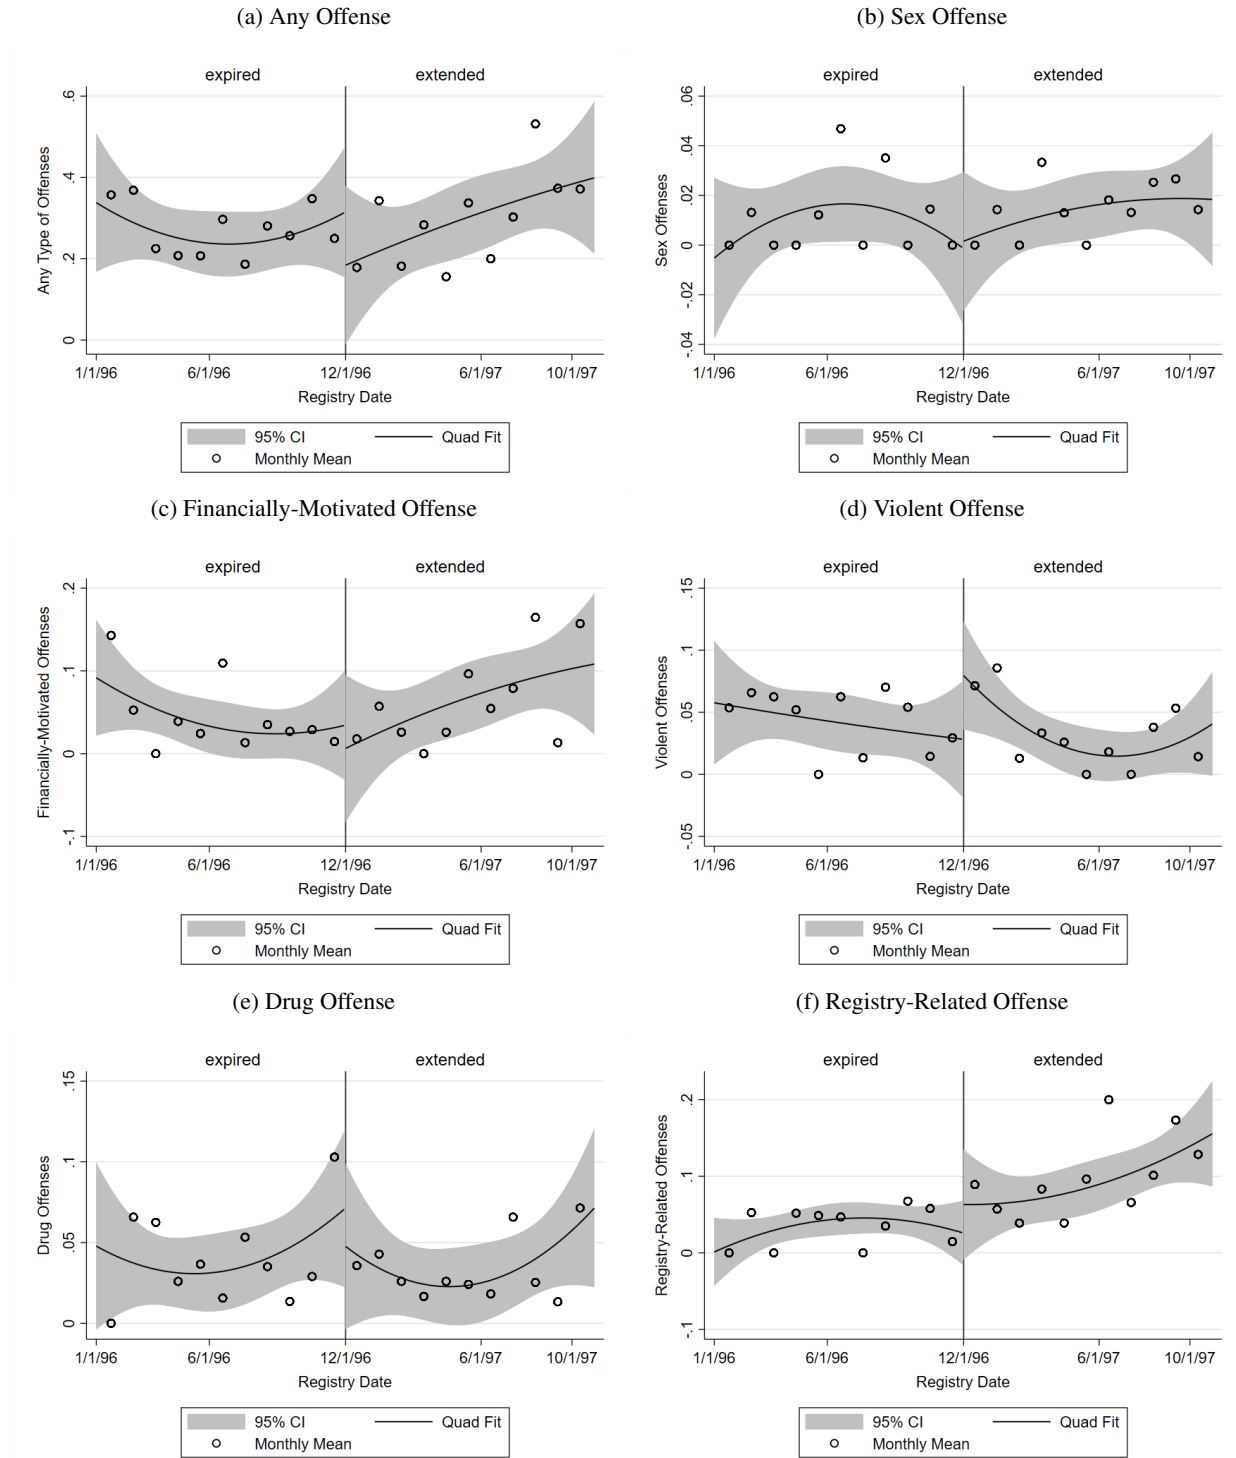 (a) Any Offense
expired extended
Any Type of Offenses
.6
.4
.2
0
1/1/96 6/1/96 12/1/96 6/1/97 10/1/97
Registry Date
95% CI Quad Fit
Monthly Mean
(b) Sex Offense
expired extended
Sex Offenses
.06
.04
.02
0
-.02
-.04
1/1/96 6/1/96 12/1/96 6/1/97 10/1/97
Registry Date
95% CI Quad Fit
Monthly Mean
(c) Financially-Motivated Offense
expired extended
Financially-Motivated Offenses
.2
.1
0
-.1
1/1/96 6/1/96 12/1/96 6/1/97 10/1/97
Registry Date
95% CI Quad Fit
Monthly Mean
(d) Violent Offense
expired extended
Violent Offenses
.15
.1
.05
0
-.05
1/1/96 6/1/96 12/1/96 6/1/97 10/1/97
Registry Date
95% CI Quad Fit
Monthly Mean
(e) Drug Offense
expired extended
Drug Offenses
.15
.1
.05
0
1/1/96 6/1/96 12/1/96 6/1/97 10/1/97
Registry Date
95% CI Quad Fit
Monthly Mean
(f) Registry-Related Offense
expired extended
Registry-Related Offenses
.2
.1
0
-.1
1/1/96 6/1/96 12/1/96 6/1/97 10/1/97
Registry Date
95% CI Quad Fit
Monthly Mean